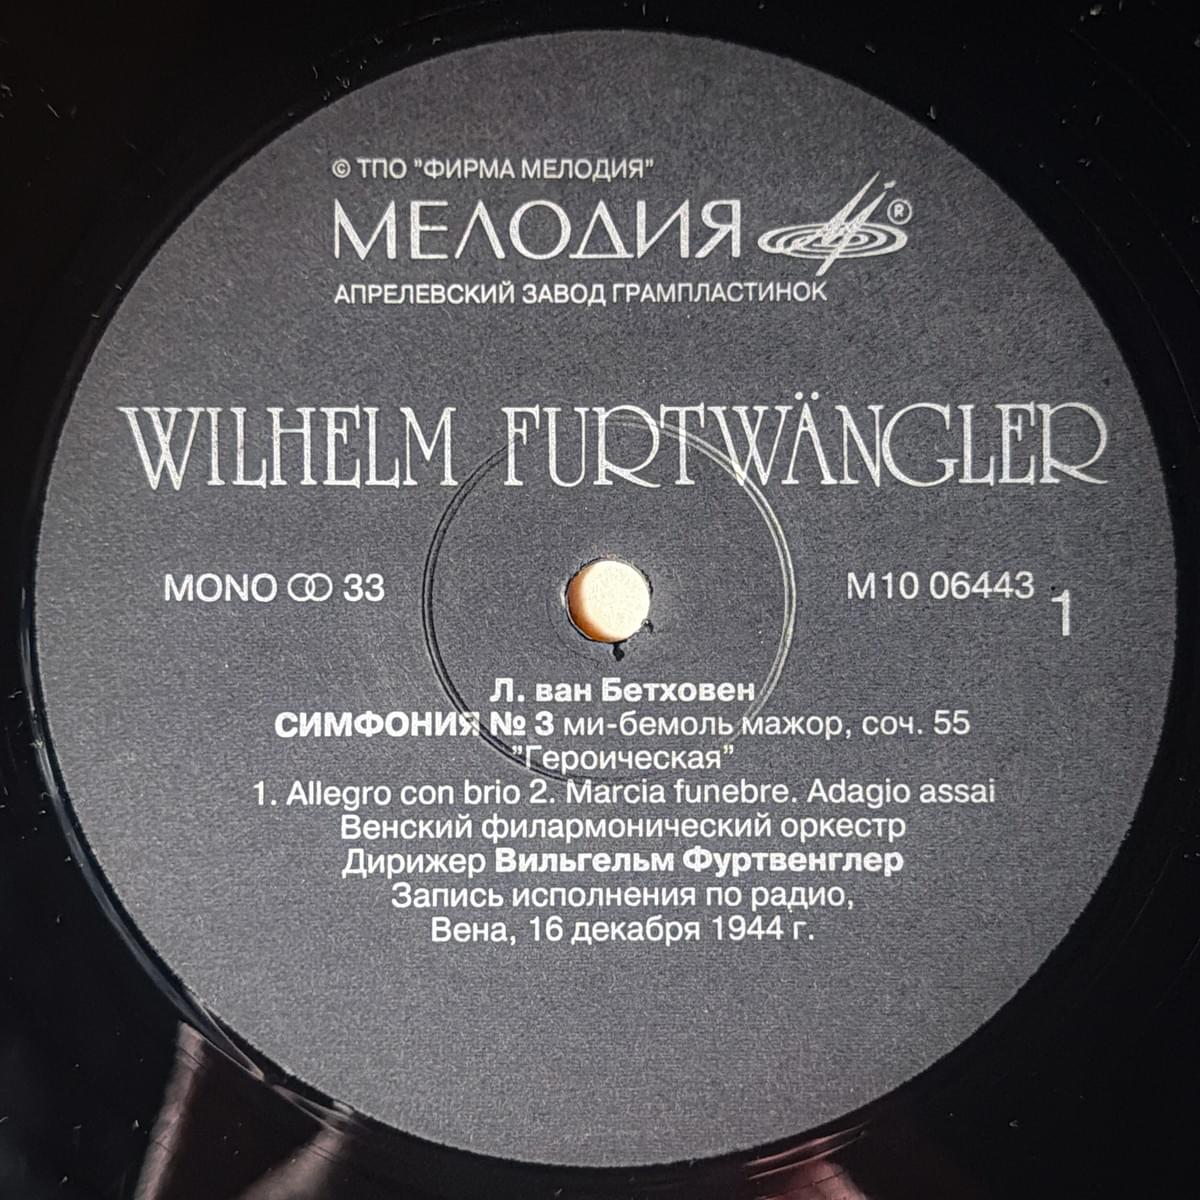 © ТПО "ФИРМА МЕЛОДИЯ"
МЕЛОДИЯ ®
АПРЕЛЕВСКИЙ ЗАВОД ГРАМПЛАСТИНОК
WILHELM FURTWÄNGLER
MONO 33
М10 06443
1
Л. ван Бетховен
СИМФОНИЯ № 3 ми-бемоль мажор, соч. 55
"Героическая"
1. Allegro con brio 2. Marcia funebre. Adagio assai
Венский филармонический оркестр
Дирижер Вильгельм Фуртвенглер
Запись исполнения по радио,
Вена, 16 декабря 1944 г.